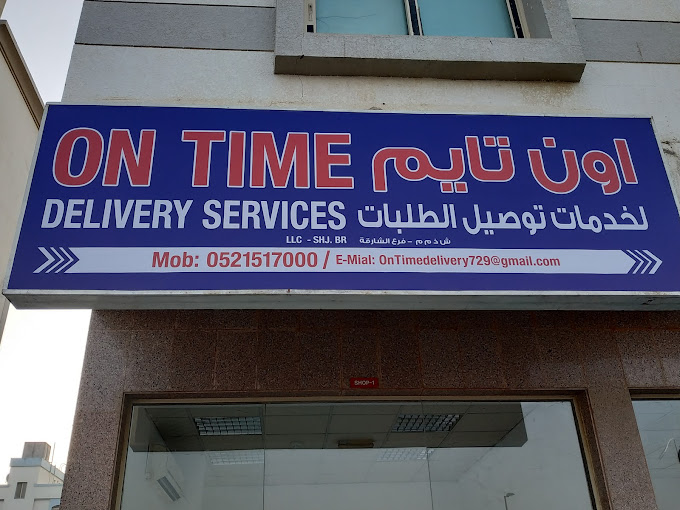 ON TIME اون تايم
DELIVERY SERVICES لخدمات توصيل الطلبات
LLC - SHJ. BR ش ذ م م - فرع الشارقة
Mob: 0521517000 / E-Mial: OnTimedelivery729@gmail.com
SHOP-1